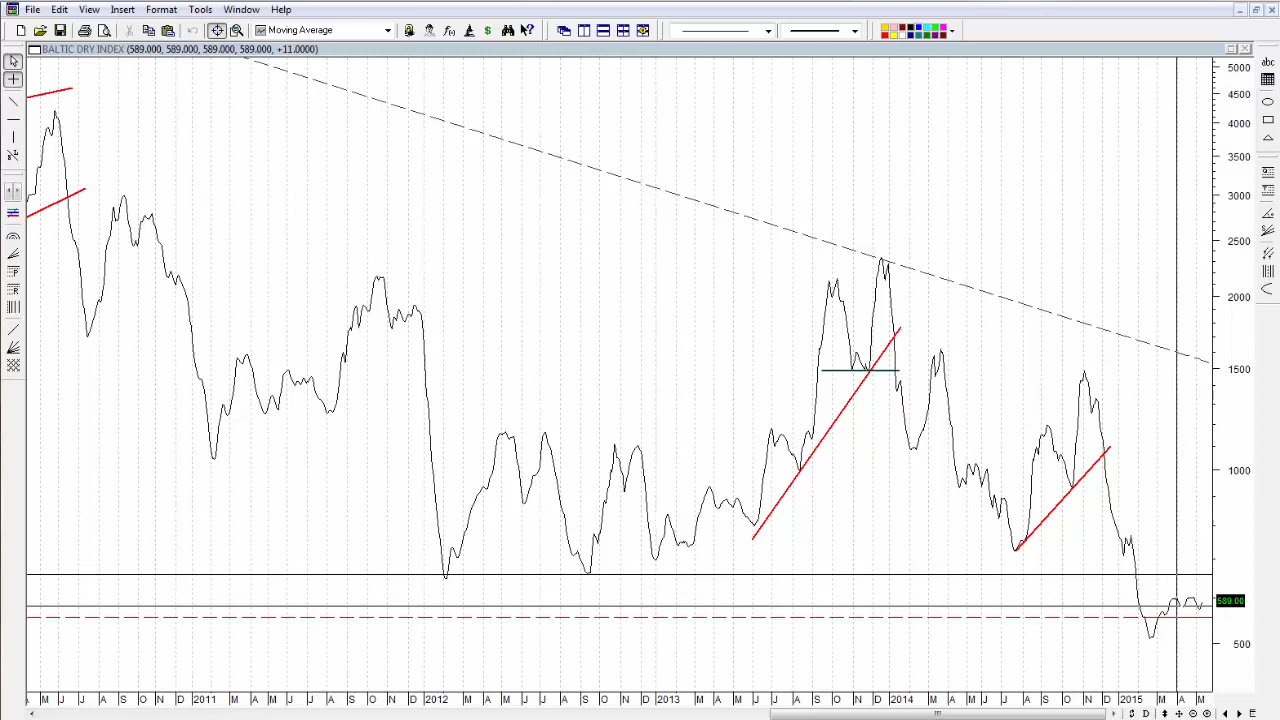 File Edit View Insert Format Tools Window Help
Moving Average
BALTIC DRY INDEX (589.000, 589.000, 589.000, 589.000, +11.0000)
abc
5000
4500
4000
3500
3000
2500
2000
1500
1000
589.00
500
M J J A S O N D 2011 M A M J J A S O N D 2012 M A M J J A S O N D 2013 M A M J J A S O N D 2014 M A M J J A S O N D 2015 M A M
D E